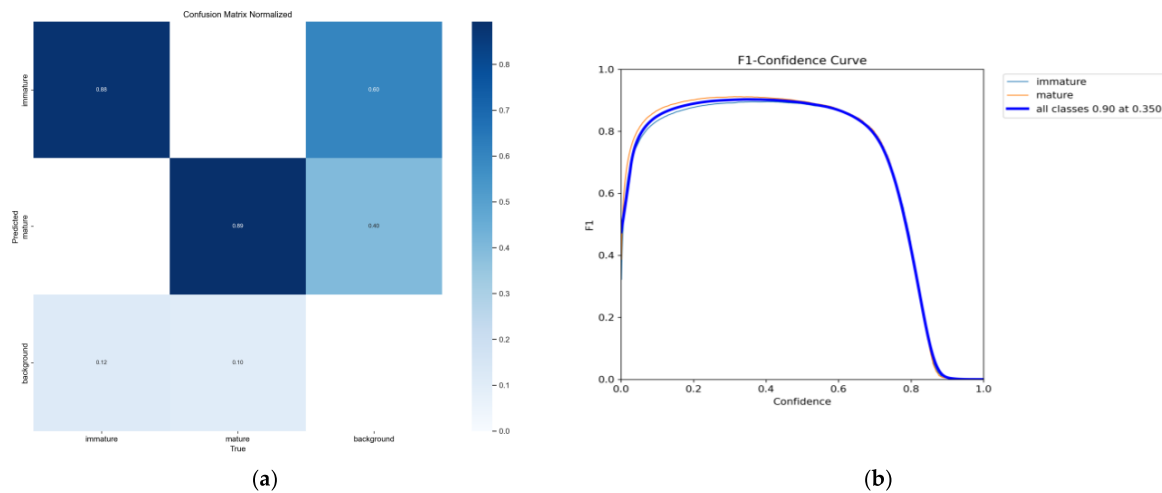 Confusion Matrix Normalized
immature
Predicted
mature
background
0.88
0.60
0.89
0.40
0.12
0.10
immature
mature
background
True
0.8
0.7
0.6
0.5
0.4
0.3
0.2
0.1
0.0
(a)
F1-Confidence Curve
F1
1.0
0.8
0.6
0.4
0.2
0.0
0.0
0.2
0.4
0.6
0.8
1.0
Confidence
immature
mature
all classes 0.90 at 0.350
(b)